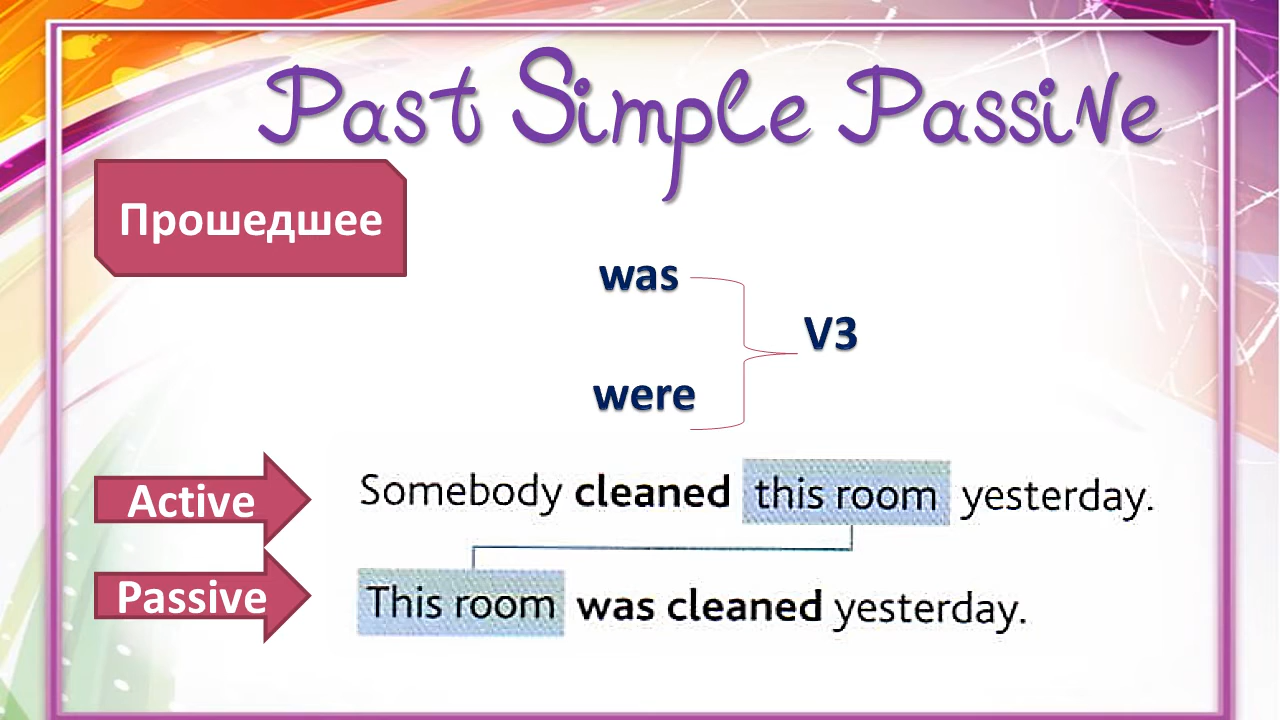 Past Simple Passive
Прошедшее
was
V3
were
Active
Somebody cleaned this room yesterday.
Passive
This room was cleaned yesterday.